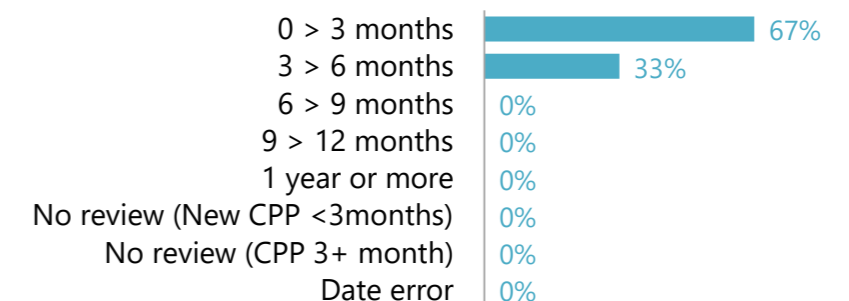 0 > 3 months 67%
3 > 6 months 33%
6 > 9 months 0%
9 > 12 months 0%
1 year or more 0%
No review (New CPP <3months) 0%
No review (CPP 3+ month) 0%
Date error 0%